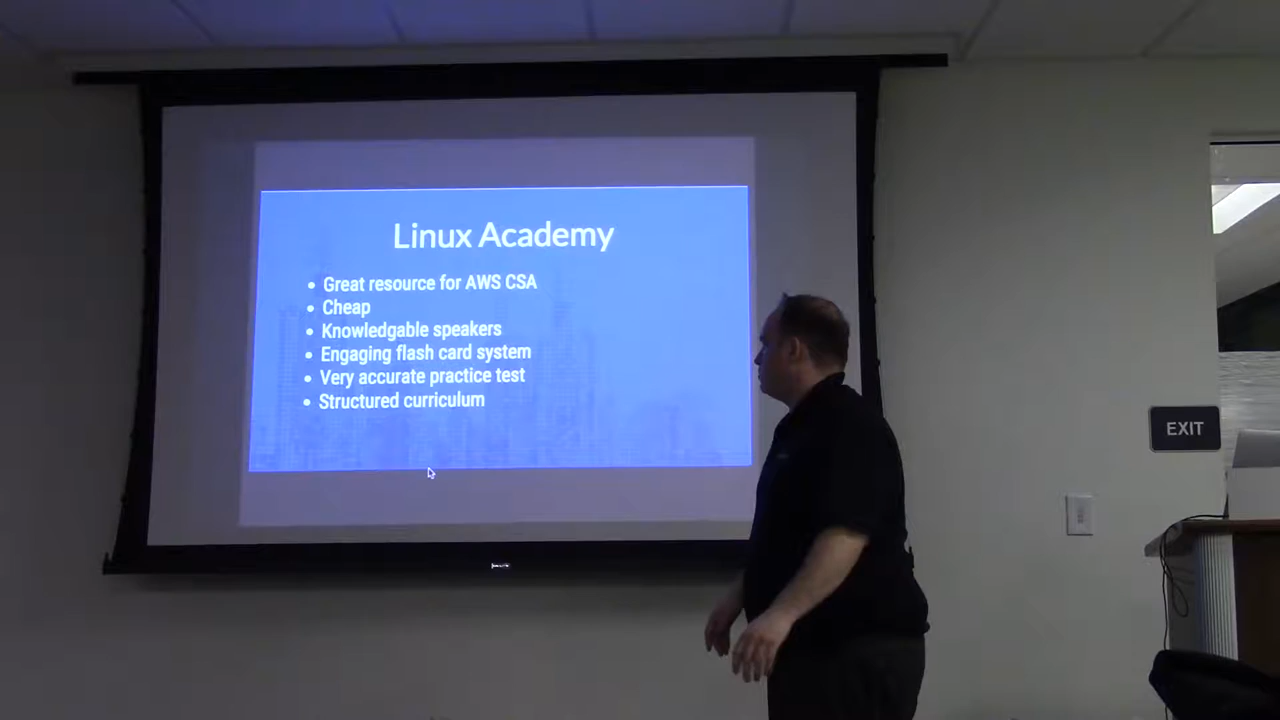 Linux Academy
• Great resource for AWS CSA
• Cheap
• Knowledgable speakers
• Engaging flash card system
• Very accurate practice test
• Structured curriculum
EXIT